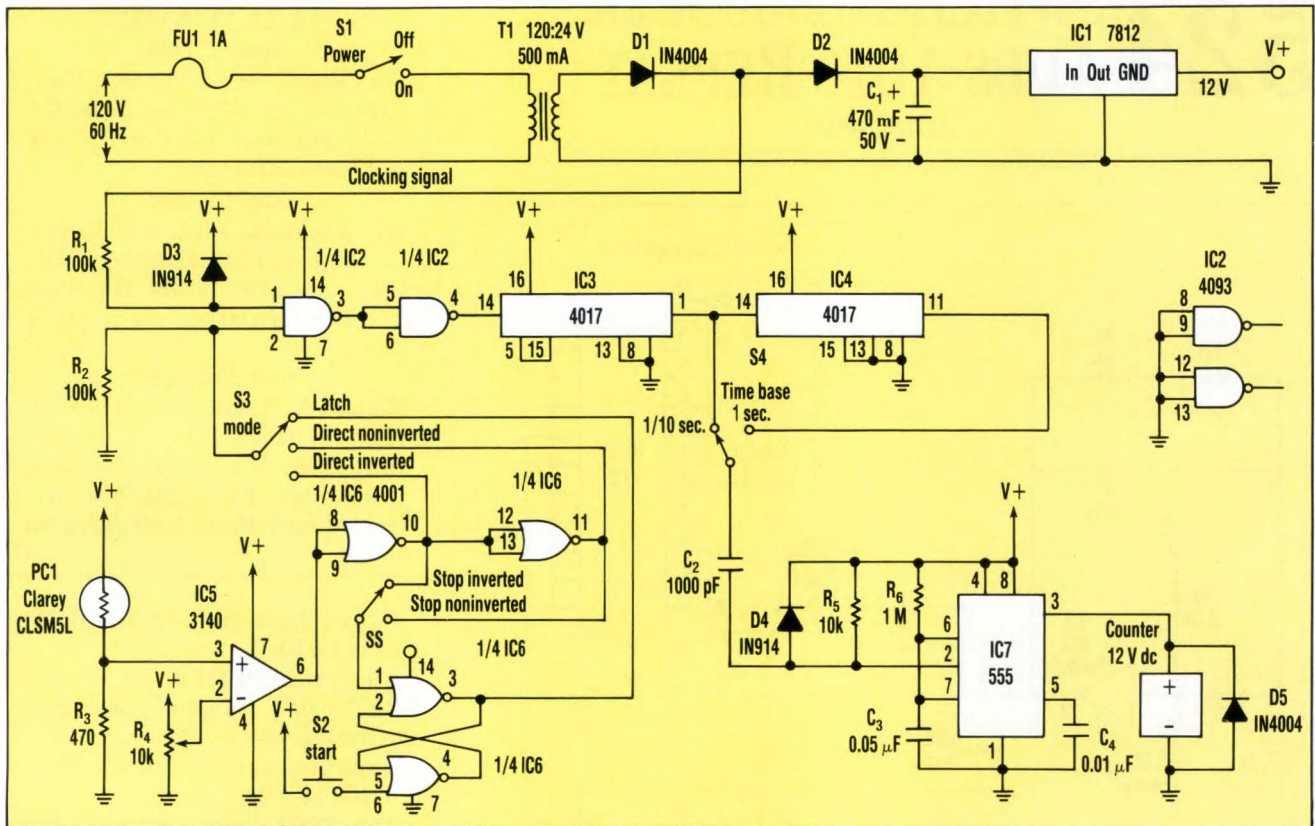 FU1 1A
S1
Power
Off
On
T1 120:24 V
500 mA
D1
IN4004
D2
IN4004
IC1 7812
In Out GND
V+
12 V
120 V
60 Hz
C1 +
470 mF
50 V −
Clocking signal
R1
100k
V+
D3
IN914
V+
1/4 IC2
1/4 IC2
1
14
3
2
7
5
6
4
14
V+
16
IC3
4017
1
5
15
13
8
V+
14
16
IC4
4017
11
15
13
8
IC2
4093
8
9
12
13
R2
100k
S3
mode
Latch
Direct noninverted
Direct inverted
S4
Time base
1/10 sec.
1 sec.
V+
PC1
Clarey
CLSM5L
1/4 IC6 4001
8
9
10
1/4 IC6
12
13
11
IC5
3140
V+
7
3
+
2
−
6
4
Stop inverted
Stop noninverted
SS
1/4 IC6
14
1
2
3
R3
470
V+
R4
10k
V+
S2
start
5
6
4
7
1/4 IC6
C2
1000 pF
D4
IN914
R5
10k
R6
1 M
V+
4
8
6
2
7
3
5
1
IC7
555
C3
0.05 μF
C4
0.01 μF
Counter
12 V dc
+
−
D5
IN4004